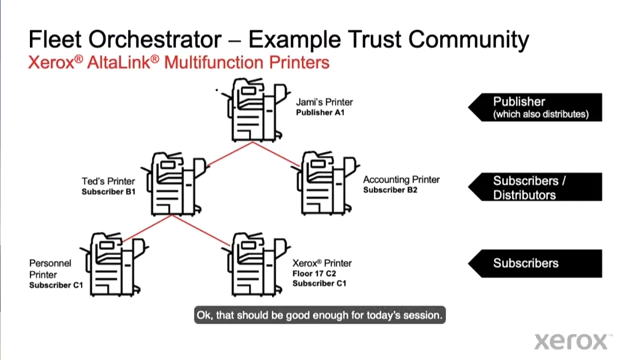 Fleet Orchestrator – Example Trust Community
Xerox® AltaLink® Multifunction Printers
Jami's Printer
Publisher A1
Publisher
(which also distributes)
Ted's Printer
Subscriber B1
Accounting Printer
Subscriber B2
Subscribers /
Distributors
Personnel
Printer
Subscriber C1
Xerox® Printer
Floor 17 C2
Subscriber C1
Subscribers
Ok, that should be good enough for today's session.
xerox™